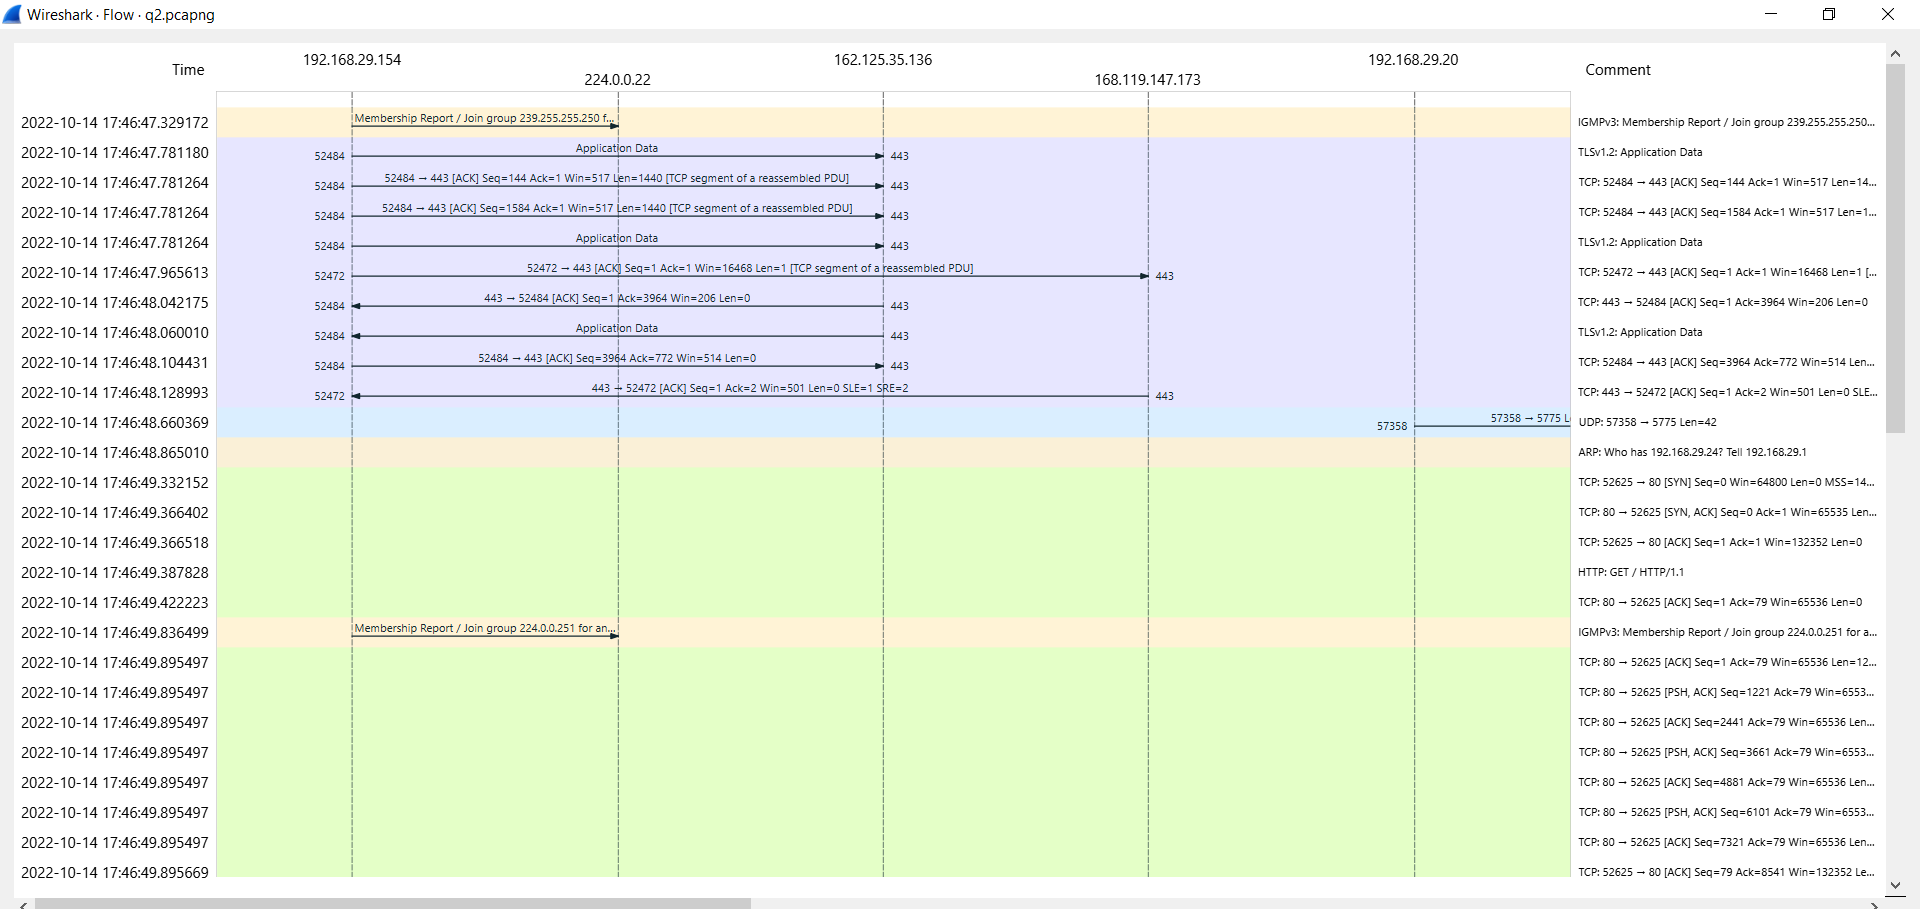 Wireshark · Flow · q2.pcapng
Time 192.168.29.154 224.0.0.22 162.125.35.136 168.119.147.173 192.168.29.20 Comment
2022-10-14 17:46:47.329172 Membership Report / Join group 239.255.255.250 f... IGMPv3: Membership Report / Join group 239.255.255.250...
2022-10-14 17:46:47.781180 52484 Application Data 443 TLSv1.2: Application Data
2022-10-14 17:46:47.781264 52484 52484 → 443 [ACK] Seq=144 Ack=1 Win=517 Len=1440 [TCP segment of a reassembled PDU] 443 TCP: 52484 → 443 [ACK] Seq=144 Ack=1 Win=517 Len=14...
2022-10-14 17:46:47.781264 52484 52484 → 443 [ACK] Seq=1584 Ack=1 Win=517 Len=1440 [TCP segment of a reassembled PDU] 443 TCP: 52484 → 443 [ACK] Seq=1584 Ack=1 Win=517 Len=1...
2022-10-14 17:46:47.781264 52484 Application Data 443 TLSv1.2: Application Data
2022-10-14 17:46:47.965613 52472 52472 → 443 [ACK] Seq=1 Ack=1 Win=16468 Len=1 [TCP segment of a reassembled PDU] 443 TCP: 52472 → 443 [ACK] Seq=1 Ack=1 Win=16468 Len=1 [...
2022-10-14 17:46:48.042175 52484 443 → 52484 [ACK] Seq=1 Ack=3964 Win=206 Len=0 443 TCP: 443 → 52484 [ACK] Seq=1 Ack=3964 Win=206 Len=0
2022-10-14 17:46:48.060010 52484 Application Data 443 TLSv1.2: Application Data
2022-10-14 17:46:48.104431 52484 52484 → 443 [ACK] Seq=3964 Ack=772 Win=514 Len=0 443 TCP: 52484 → 443 [ACK] Seq=3964 Ack=772 Win=514 Len...
2022-10-14 17:46:48.128993 52472 443 → 52472 [ACK] Seq=1 Ack=2 Win=501 Len=0 SLE=1 SRE=2 443 TCP: 443 → 52472 [ACK] Seq=1 Ack=2 Win=501 Len=0 SLE...
2022-10-14 17:46:48.660369 57358 57358 → 5775 L UDP: 57358 → 5775 Len=42
2022-10-14 17:46:48.865010 ARP: Who has 192.168.29.24? Tell 192.168.29.1
2022-10-14 17:46:49.332152 TCP: 52625 → 80 [SYN] Seq=0 Win=64800 Len=0 MSS=14...
2022-10-14 17:46:49.366402 TCP: 80 → 52625 [SYN, ACK] Seq=0 Ack=1 Win=65535 Len...
2022-10-14 17:46:49.366518 TCP: 52625 → 80 [ACK] Seq=1 Ack=1 Win=132352 Len=0
2022-10-14 17:46:49.387828 HTTP: GET / HTTP/1.1
2022-10-14 17:46:49.422223 TCP: 80 → 52625 [ACK] Seq=1 Ack=79 Win=65536 Len=0
2022-10-14 17:46:49.836499 Membership Report / Join group 224.0.0.251 for an... IGMPv3: Membership Report / Join group 224.0.0.251 for a...
2022-10-14 17:46:49.895497 TCP: 80 → 52625 [ACK] Seq=1 Ack=79 Win=65536 Len=12...
2022-10-14 17:46:49.895497 TCP: 80 → 52625 [PSH, ACK] Seq=1221 Ack=79 Win=6553...
2022-10-14 17:46:49.895497 TCP: 80 → 52625 [ACK] Seq=2441 Ack=79 Win=65536 Len...
2022-10-14 17:46:49.895497 TCP: 80 → 52625 [PSH, ACK] Seq=3661 Ack=79 Win=6553...
2022-10-14 17:46:49.895497 TCP: 80 → 52625 [ACK] Seq=4881 Ack=79 Win=65536 Len...
2022-10-14 17:46:49.895497 TCP: 80 → 52625 [PSH, ACK] Seq=6101 Ack=79 Win=6553...
2022-10-14 17:46:49.895497 TCP: 80 → 52625 [ACK] Seq=7321 Ack=79 Win=65536 Len...
2022-10-14 17:46:49.895669 TCP: 52625 → 80 [ACK] Seq=79 Ack=8541 Win=132352 Le...